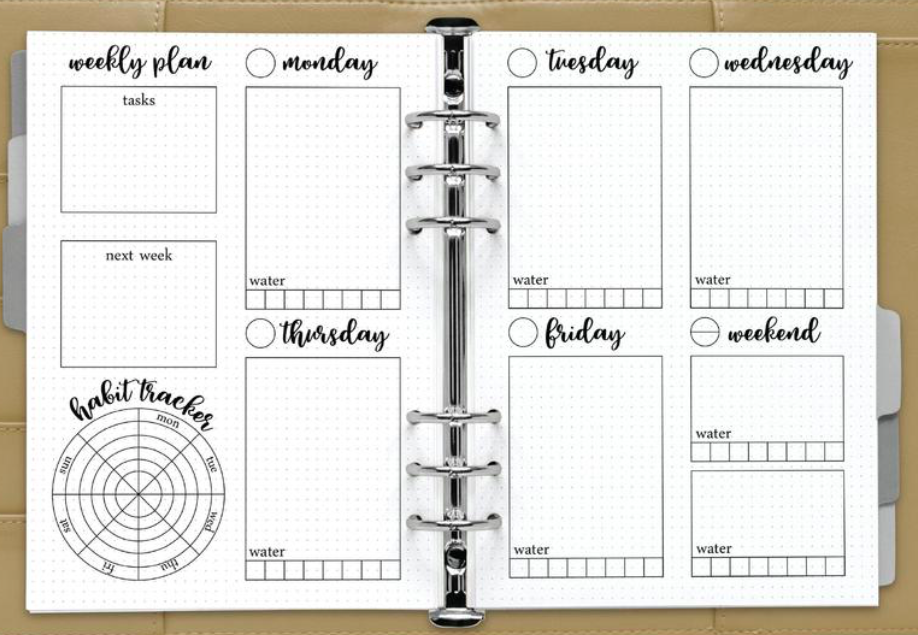 weekly plan
tasks
next week
habit tracker
mon
tue
wed
thu
fri
sat
sun
monday
water
thursday
water
tuesday
water
wednesday
water
friday
water
weekend
water
water